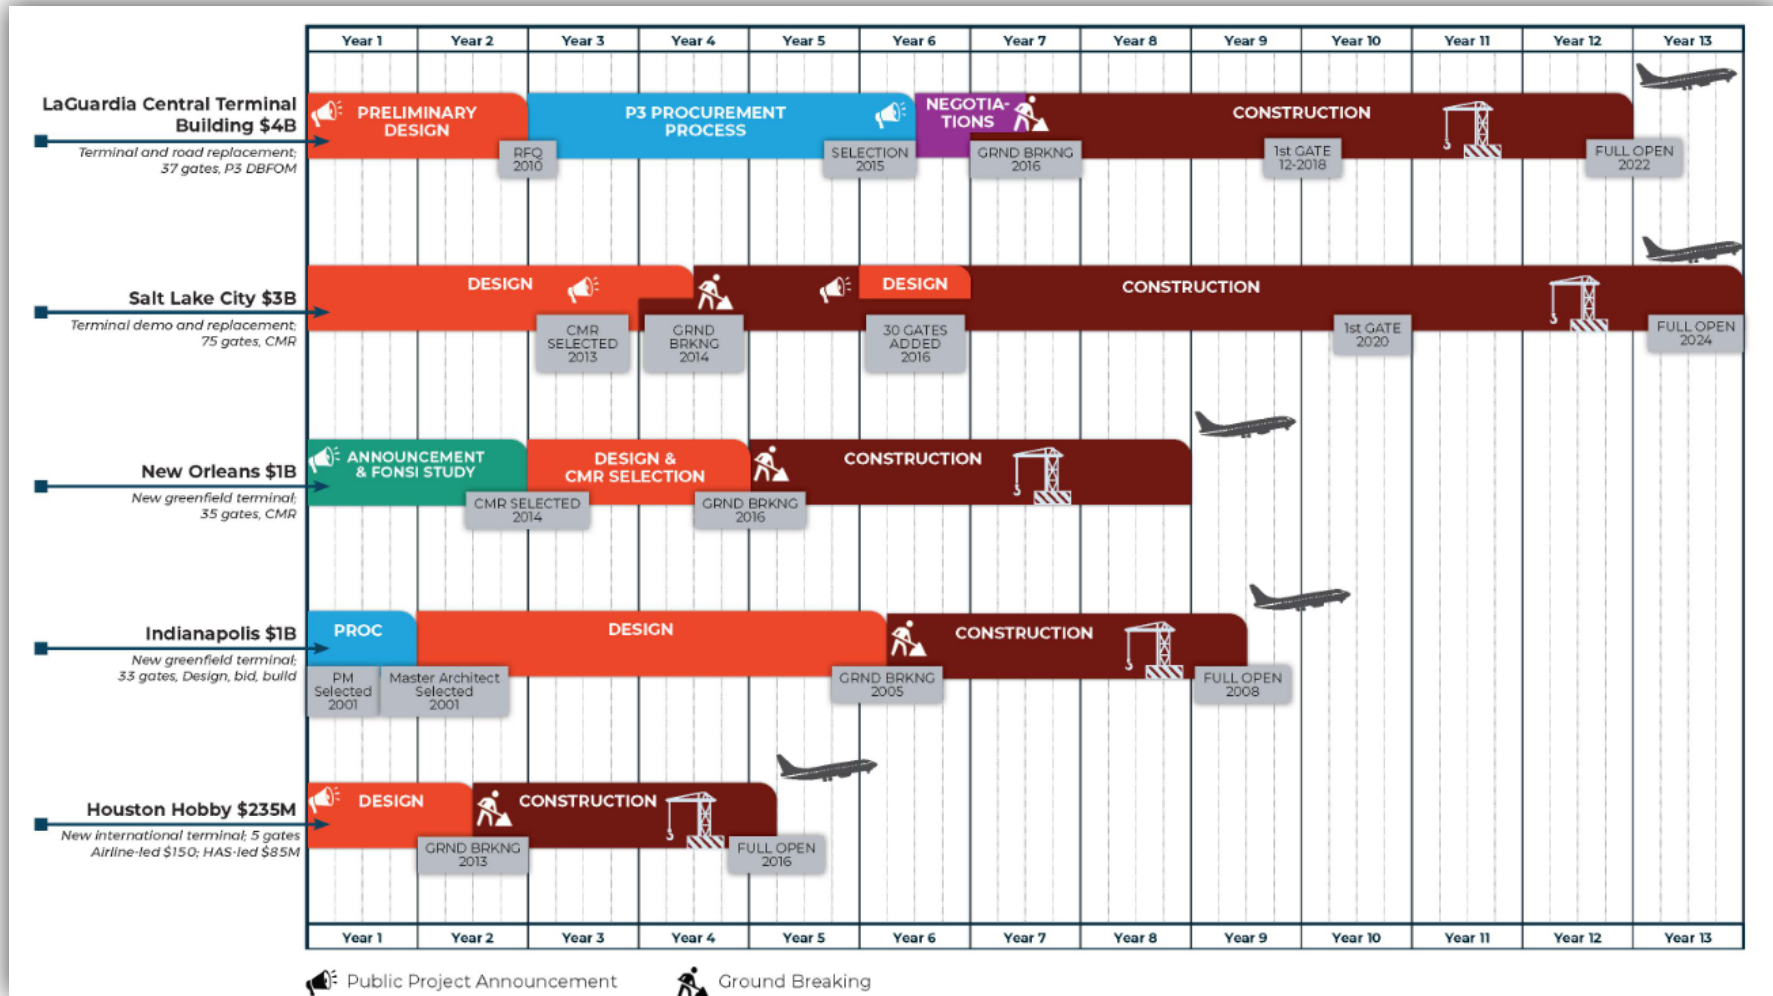 Year 1 Year 2 Year 3 Year 4 Year 5 Year 6 Year 7 Year 8 Year 9 Year 10 Year 11 Year 12 Year 13
LaGuardia Central Terminal
Building $4B
Terminal and road replacement;
37 gates, P3 DBFOM
PRELIMINARY
DESIGN
RFQ
2010
P3 PROCUREMENT
PROCESS
SELECTION
2015
NEGOTIA-
TIONS
GRND BRKNG
2016
CONSTRUCTION
1st GATE
12-2018
FULL OPEN
2022
Salt Lake City $3B
Terminal demo and replacement;
75 gates, CMR
DESIGN
CMR
SELECTED
2013
GRND
BRKNG
2014
DESIGN
30 GATES
ADDED
2016
CONSTRUCTION
1st GATE
2020
FULL OPEN
2024
New Orleans $1B
New greenfield terminal;
35 gates, CMR
ANNOUNCEMENT
& FONSI STUDY
CMR SELECTED
2014
DESIGN &
CMR SELECTION
GRND BRKNG
2016
CONSTRUCTION
Indianapolis $1B
New greenfield terminal;
33 gates, Design, bid, build
PROC
PM
Selected
2001
Master Architect
Selected
2001
DESIGN
GRND BRKNG
2005
CONSTRUCTION
FULL OPEN
2008
Houston Hobby $235M
New international terminal; 5 gates
Airline-led $150; HAS-led $85M
DESIGN
GRND BRKNG
2013
CONSTRUCTION
FULL OPEN
2016
Year 1 Year 2 Year 3 Year 4 Year 5 Year 6 Year 7 Year 8 Year 9 Year 10 Year 11 Year 12 Year 13
Public Project Announcement
Ground Breaking